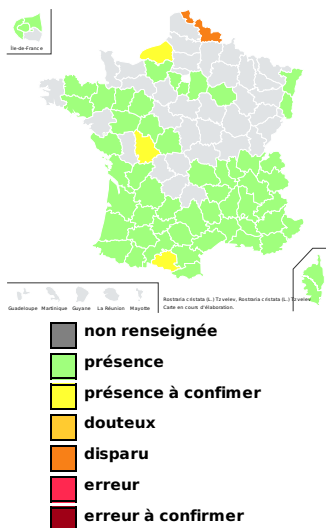 Île-de-France
Guadeloupe Martinique Guyane La Réunion Mayotte
Rostraria cristata (L.) Tzvelev, Rostraria cristata (L.) Tzvelev
Carte en cours d'élaboration.
non renseignée
présence
présence à confimer
douteux
disparu
erreur
erreur à confirmer